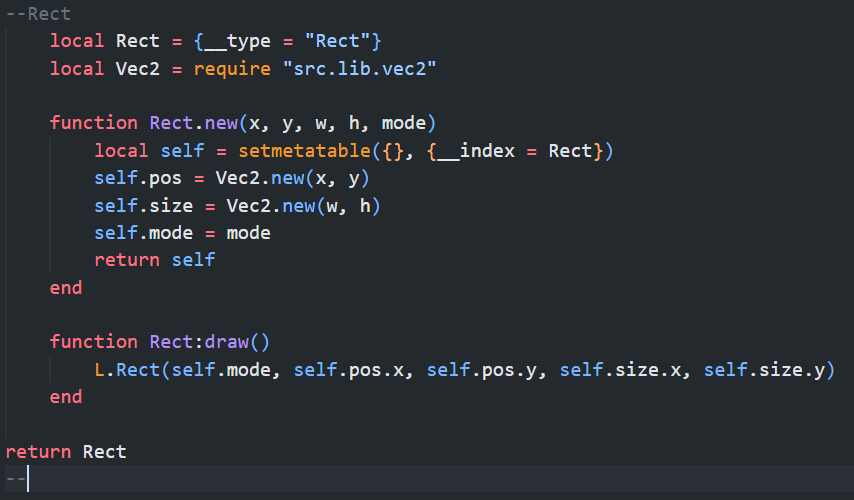 --Rect
    local Rect = {__type = "Rect"}
    local Vec2 = require "src.lib.vec2"

    function Rect.new(x, y, w, h, mode)
        local self = setmetatable({}, {__index = Rect})
        self.pos = Vec2.new(x, y)
        self.size = Vec2.new(w, h)
        self.mode = mode
        return self
    end

    function Rect:draw()
        L.Rect(self.mode, self.pos.x, self.pos.y, self.size.x, self.size.y)
    end

return Rect
--